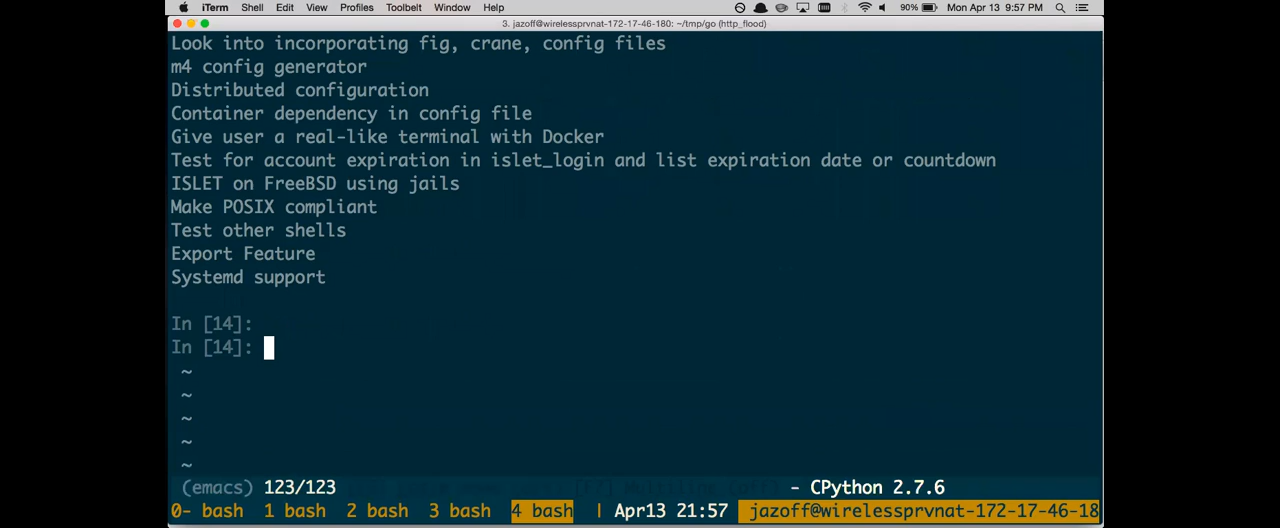 iTerm Shell Edit View Profiles Toolbelt Window Help 90% Mon Apr 13 9:57 PM
3. jazoff@wirelessprvnat-172-17-46-180: ~/tmp/go (http_flood)
Look into incorporating fig, crane, config files
m4 config generator
Distributed configuration
Container dependency in config file
Give user a real-like terminal with Docker
Test for account expiration in islet_login and list expiration date or countdown
ISLET on FreeBSD using jails
Make POSIX compliant
Test other shells
Export Feature
Systemd support
In [14]:
In [14]:
~
~
~
~
~
(emacs) 123/123 - CPython 2.7.6
0- bash 1 bash 2 bash 3 bash 4 bash | Apr13 21:57 jazoff@wirelessprvnat-172-17-46-18